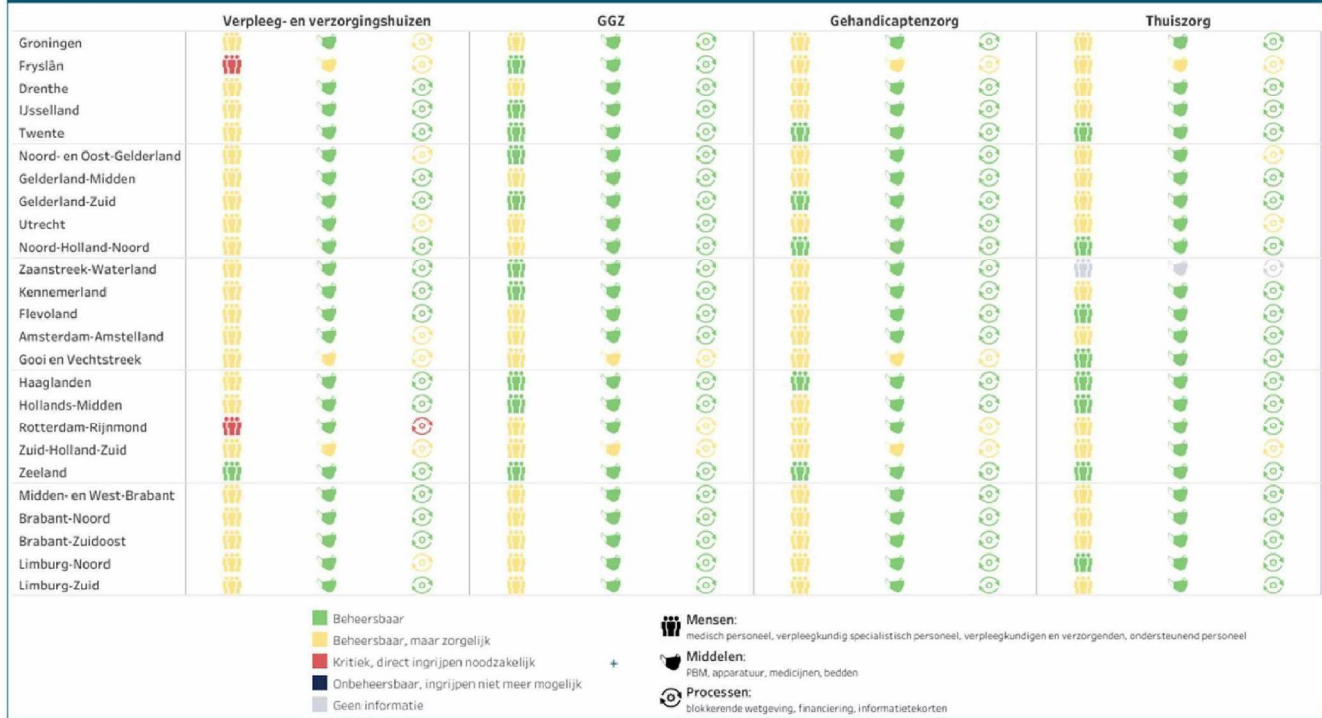 Verpleeg- en verzorgingshuizen GGZ Gehandicaptenzorg Thuiszorg
Groningen
Fryslân
Drenthe
IJsselland
Twente
Noord- en Oost-Gelderland
Gelderland-Midden
Gelderland-Zuid
Utrecht
Noord-Holland-Noord
Zaanstreek-Waterland
Kennemerland
Flevoland
Amsterdam-Amstelland
Gooi en Vechtstreek
Haaglanden
Hollands-Midden
Rotterdam-Rijnmond
Zuid-Holland-Zuid
Zeeland
Midden- en West-Brabant
Brabant-Noord
Brabant-Zuidoost
Limburg-Noord
Limburg-Zuid
Beheersbaar
Beheersbaar, maar zorgelijk
Kritiek, direct ingrijpen noodzakelijk
Onbeheersbaar, ingrijpen niet meer mogelijk
Geen informatie
+
Mensen:
medisch personeel, verpleegkundig specialistisch personeel, verpleegkundigen en verzorgenden, ondersteunend personeel
Middelen:
PBM, apparatuur, medicijnen, bedden
Processen:
blokkerende wetgeving, financiering, informatietekorten